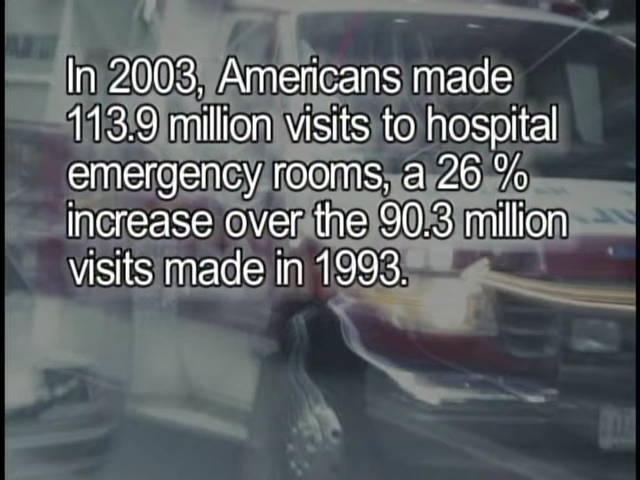 In 2003, Americans made
113.9 million visits to hospital
emergency rooms, a 26 %
increase over the 90.3 million
visits made in 1993.